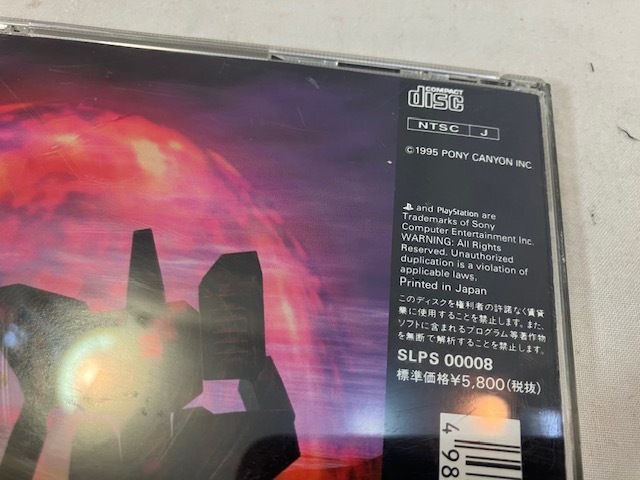 COMPACT
disc
NTSC J
©1995 PONY CANYON INC.
and PlayStation are
Trademarks of Sony
Computer Entertainment Inc.
WARNING: All Rights
Reserved. Unauthorized
duplication is a violation of
applicable laws.
Printed in Japan
このディスクを権利者の許諾なく賃貸
業に使用することを禁止します。また、
ソフトに含まれるプログラム等著作物
を無断で解析することを禁止します。
SLPS 00008
標準価格¥5,800(税抜)
498